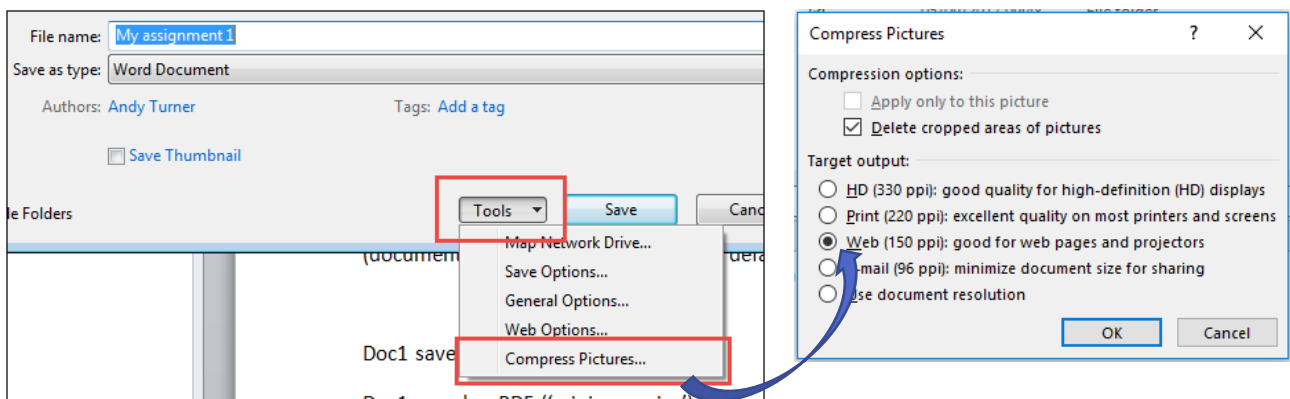 File name: My assignment 1
Save as type: Word Document
Authors: Andy Turner Tags: Add a tag
Save Thumbnail
le Folders
Tools Save Canc
Map Network Drive...
Save Options...
General Options...
Web Options...
Compress Pictures...
(document
defa
Doc1 save
Compress Pictures ? X
Compression options:
Apply only to this picture
Delete cropped areas of pictures
Target output:
HD (330 ppi): good quality for high-definition (HD) displays
Print (220 ppi): excellent quality on most printers and screens
Web (150 ppi): good for web pages and projectors
-mail (96 ppi): minimize document size for sharing
se document resolution
OK Cancel